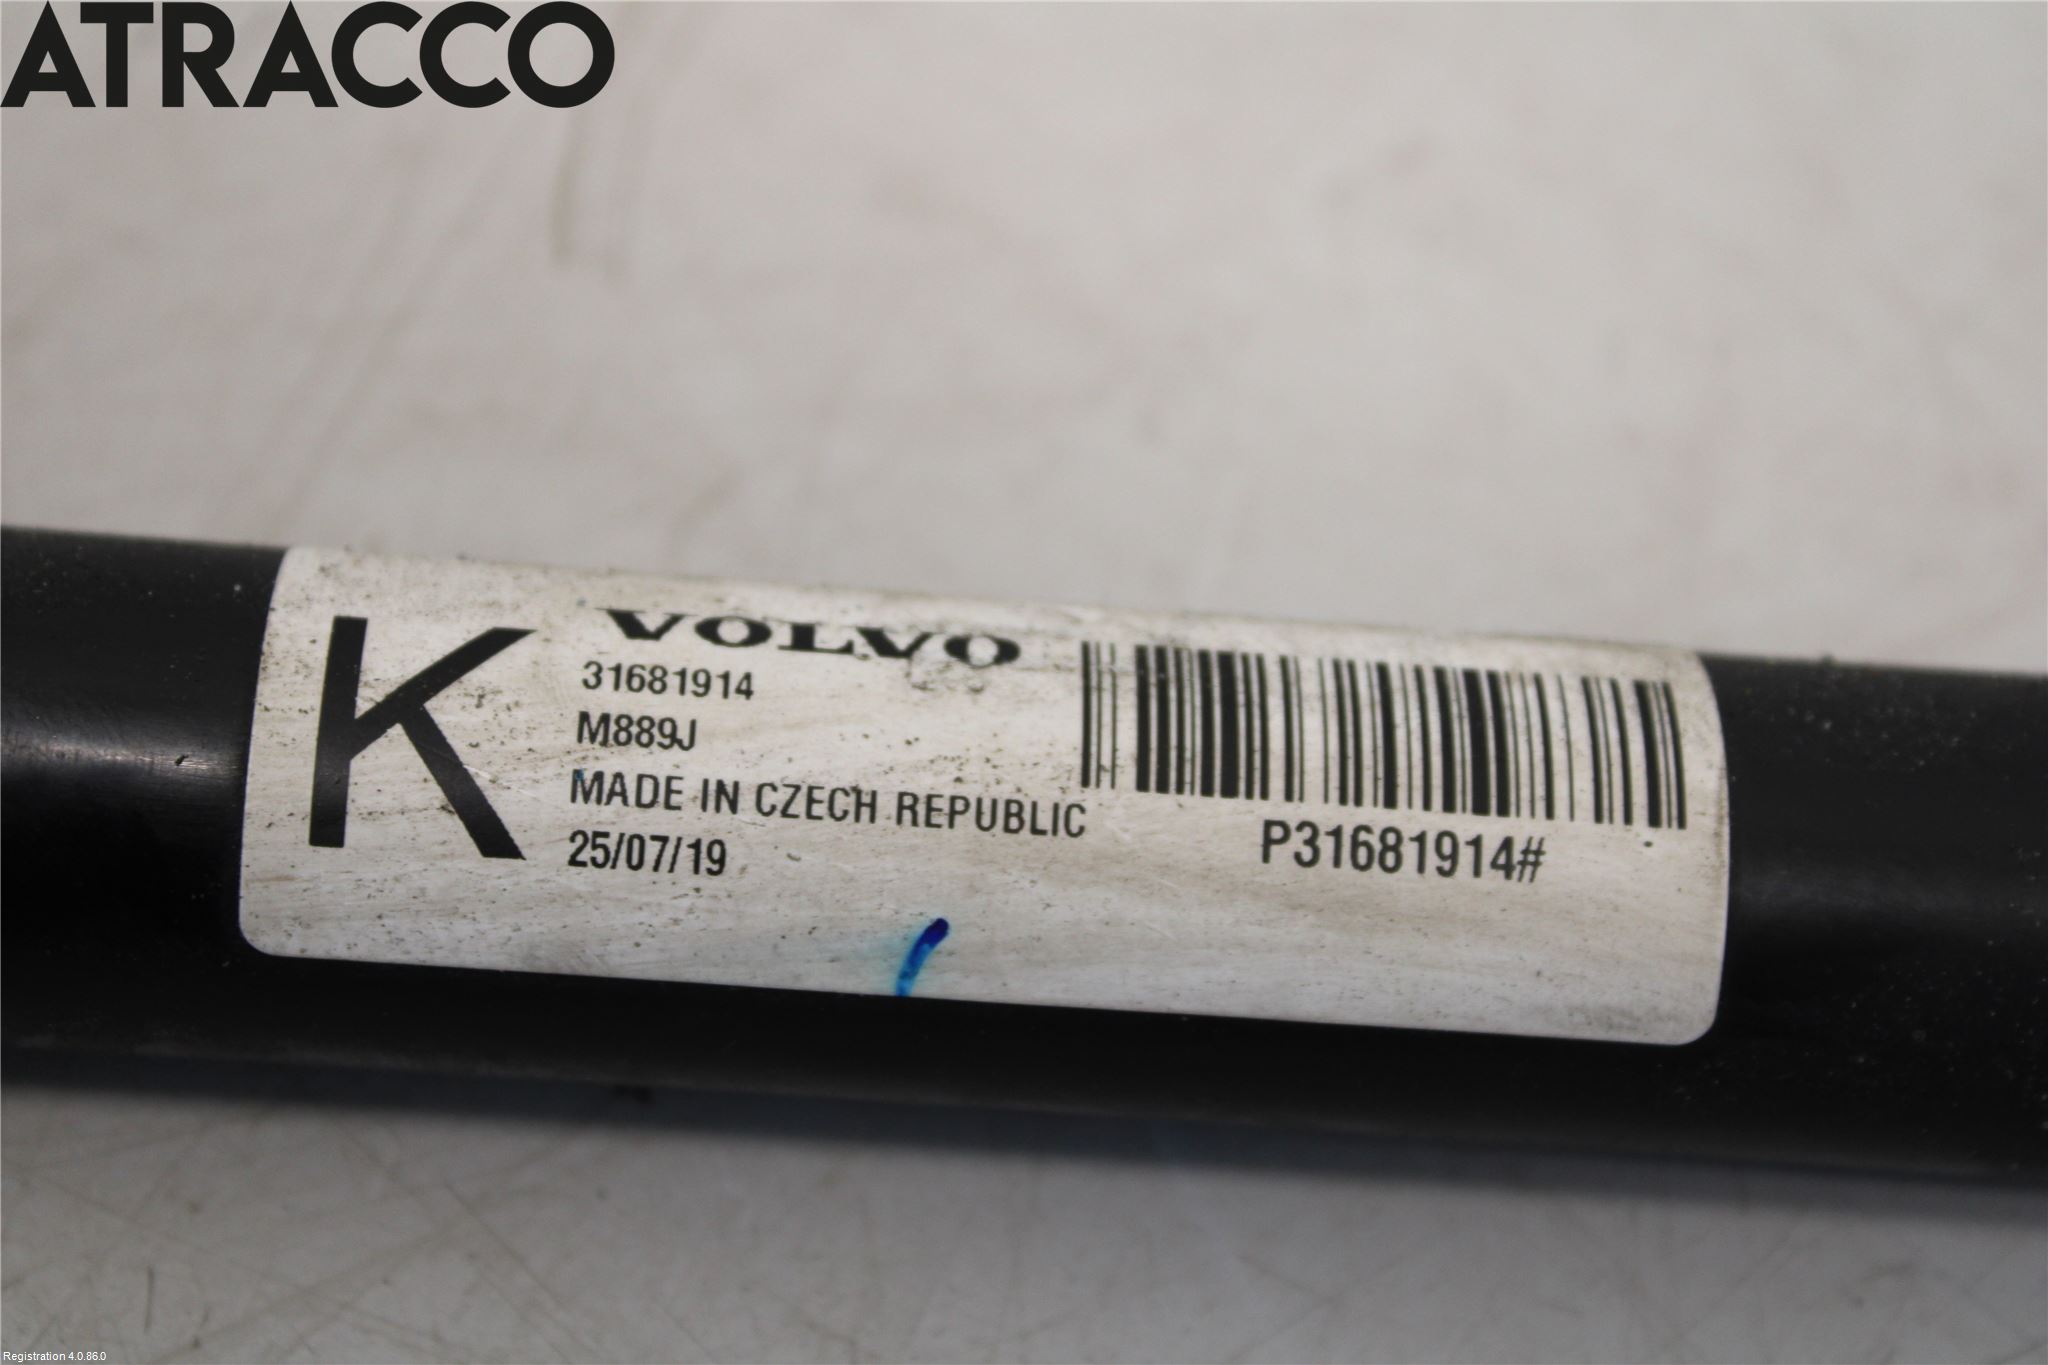 ATRACCO
K
VOLVO
31681914
M889J
MADE IN CZECH REPUBLIC
25/07/19
P31681914#
Registration 4.0.86.0